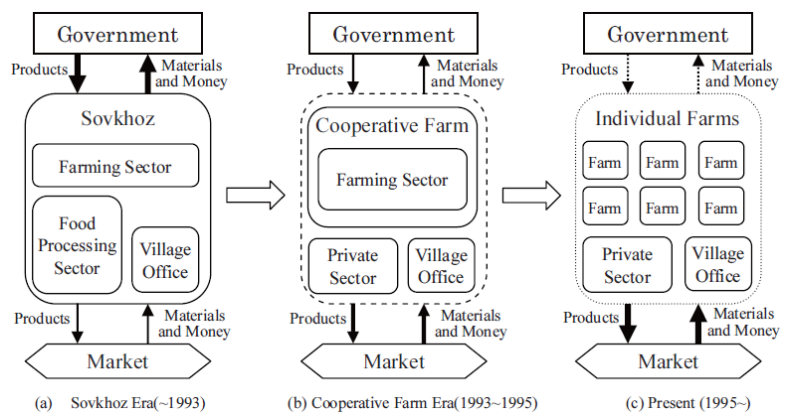 Government
Products
Materials
and Money
Sovkhoz
Farming Sector
Food
Processing
Sector
Village
Office
Products
Materials
and Money
Market
(a) Sovkhoz Era(~1993)
Government
Products
Materials
and Money
Cooperative Farm
Farming Sector
Private
Sector
Village
Office
Products
Materials
and Money
Market
(b) Cooperative Farm Era(1993~1995)
Government
Products
Materials
and Money
Individual Farms
Farm
Farm
Farm
Farm
Farm
Farm
Private
Sector
Village
Office
Products
Materials
and Money
Market
(c) Present (1995~)